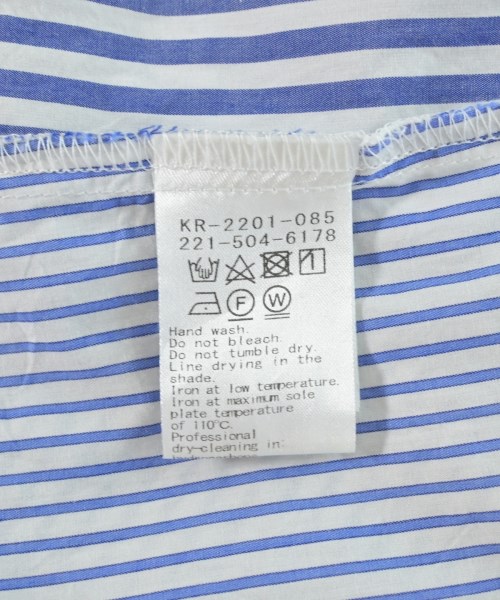 KR-2201-085
221-504-6178
F W
Hand wash.
Do not bleach.
Do not tumble dry.
Line drying in the
shade.
Iron at low temperature.
Iron at maximum sole
plate temperature
of 110℃.
Professional
dry-cleaning in: